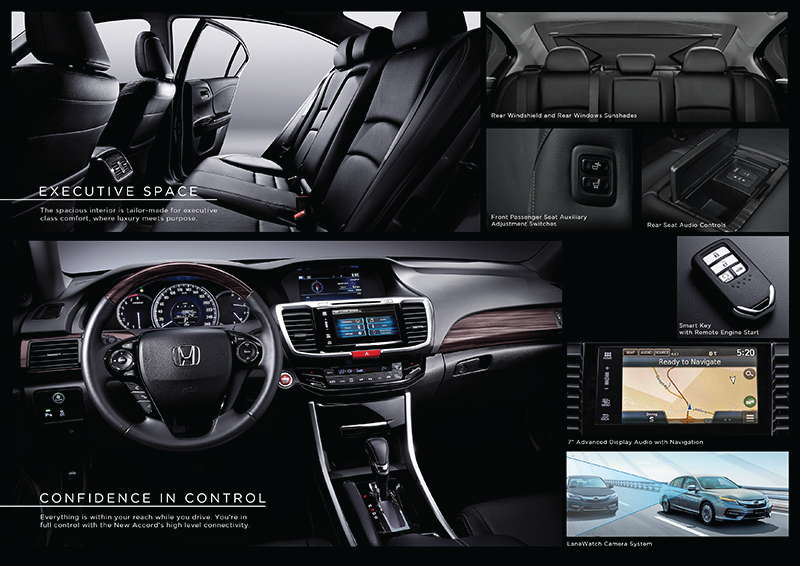 EXECUTIVE SPACE
The spacious interior is tailor-made for executive
class comfort, where luxury meets purpose.
Rear Windshield and Rear Windows Sunshades
Front Passenger Seat Auxiliary
Adjustment Switches
Rear Seat Audio Controls
Smart Key
with Remote Engine Start
MAP AUDIO SOURCE
5:20
Ready to Navigate
7" Advanced Display Audio with Navigation
CONFIDENCE IN CONTROL
Everything is within your reach while you drive. You're in
full control with the New Accord's high level connectivity.
LaneWatch Camera System